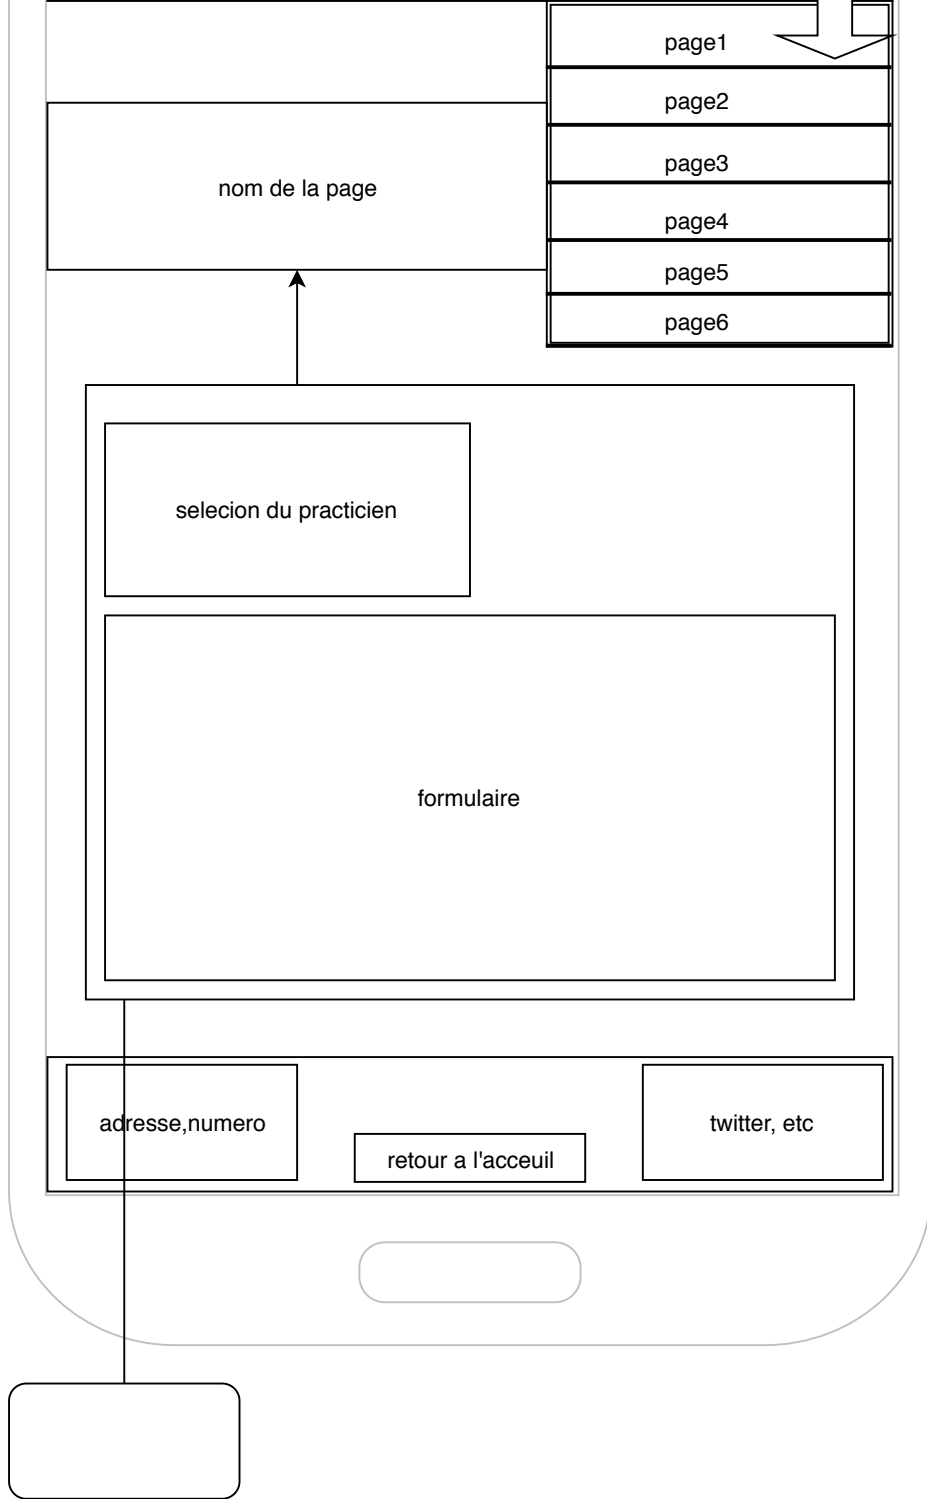 page1
page2
nom de la page
page3
page4
page5
page6
selecion du practicien
formulaire
adresse,numero
retour a l'acceuil
twitter, etc